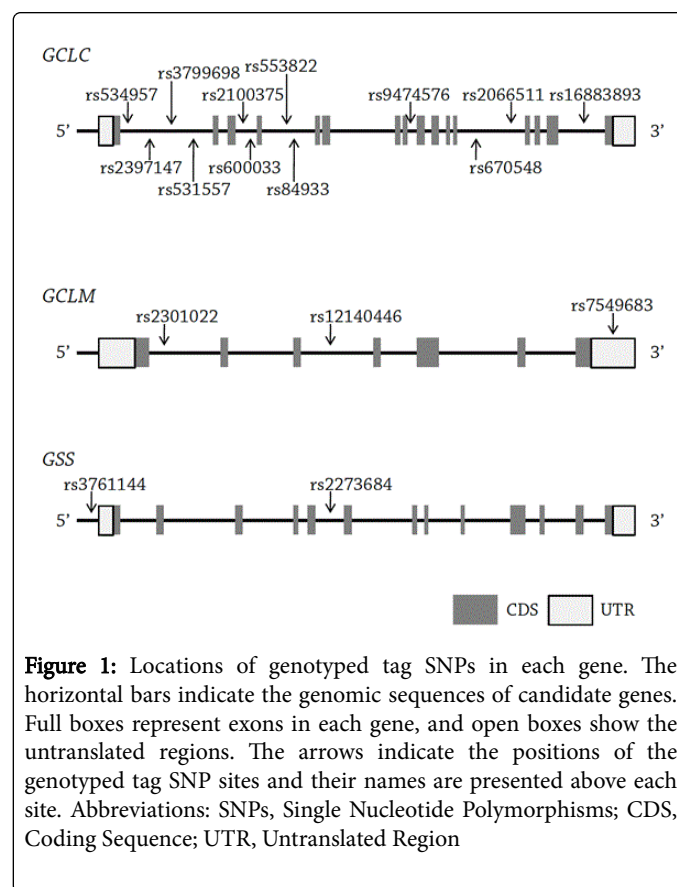 GCLC
rs553822
rs3799698
rs534957 rs2100375 rs9474576 rs2066511 rs16883893
5’ 3’
rs2397147 rs600033 rs670548
rs531557 rs84933
GCLM
rs7549683
rs2301022 rs12140446
5’ 3’
GSS
rs3761144 rs2273684
5’ 3’
CDS UTR
Figure 1: Locations of genotyped tag SNPs in each gene. The
horizontal bars indicate the genomic sequences of candidate genes.
Full boxes represent exons in each gene, and open boxes show the
untranslated regions. The arrows indicate the positions of the
genotyped tag SNP sites and their names are presented above each
site. Abbreviations: SNPs, Single Nucleotide Polymorphisms; CDS,
Coding Sequence; UTR, Untranslated Region